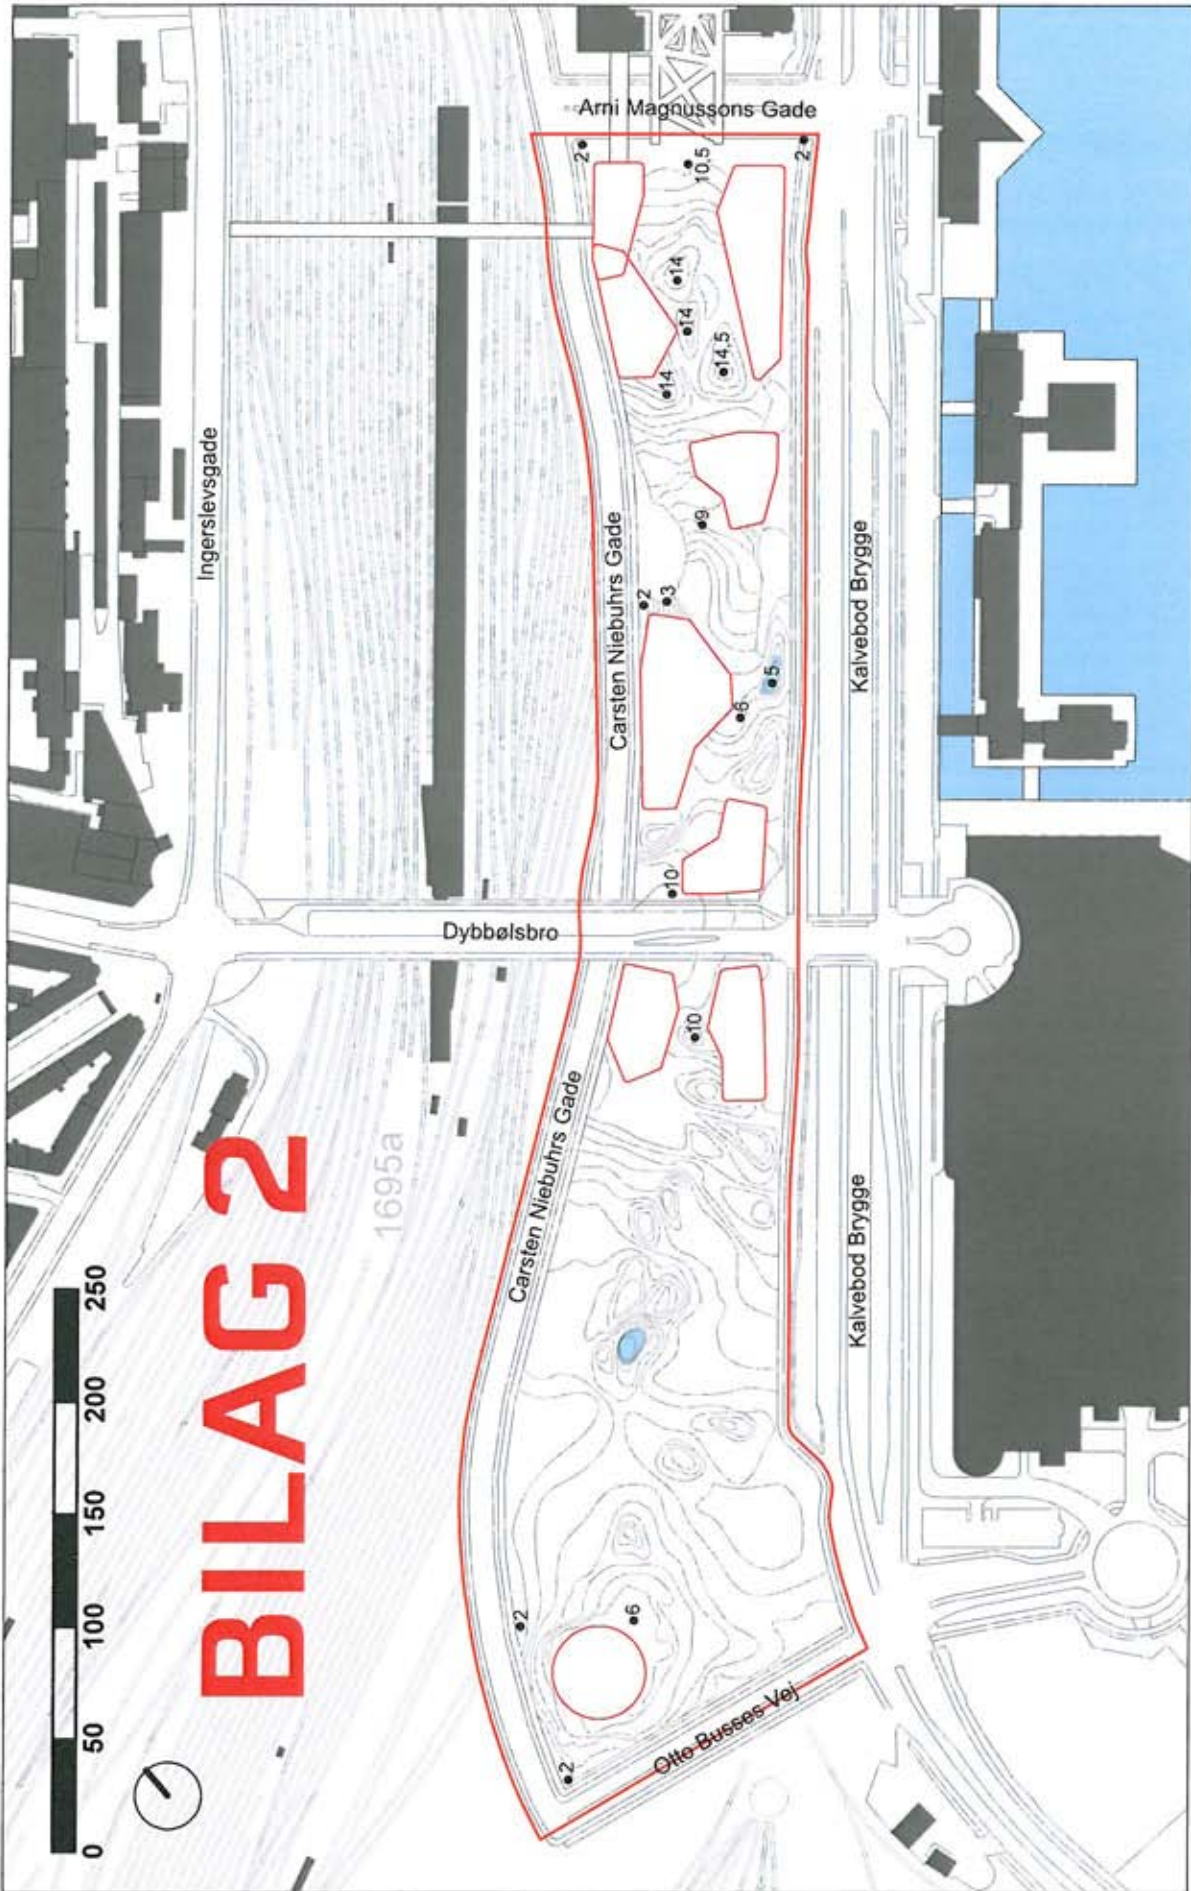 Arni Magnussons Gade
2
2
10,5
14
14
14
14,5
Ingerslevsgade
Carsten Niebuhrs Gade
Kalvebod Brygge
9
2
3
5
6
10
Dybbølsbro
10
Carsten Niebuhrs Gade
Kalvebod Brygge
1695a
BILAG 2
0 50 100 150 200 250
2
6
2
Otto Busses Vej